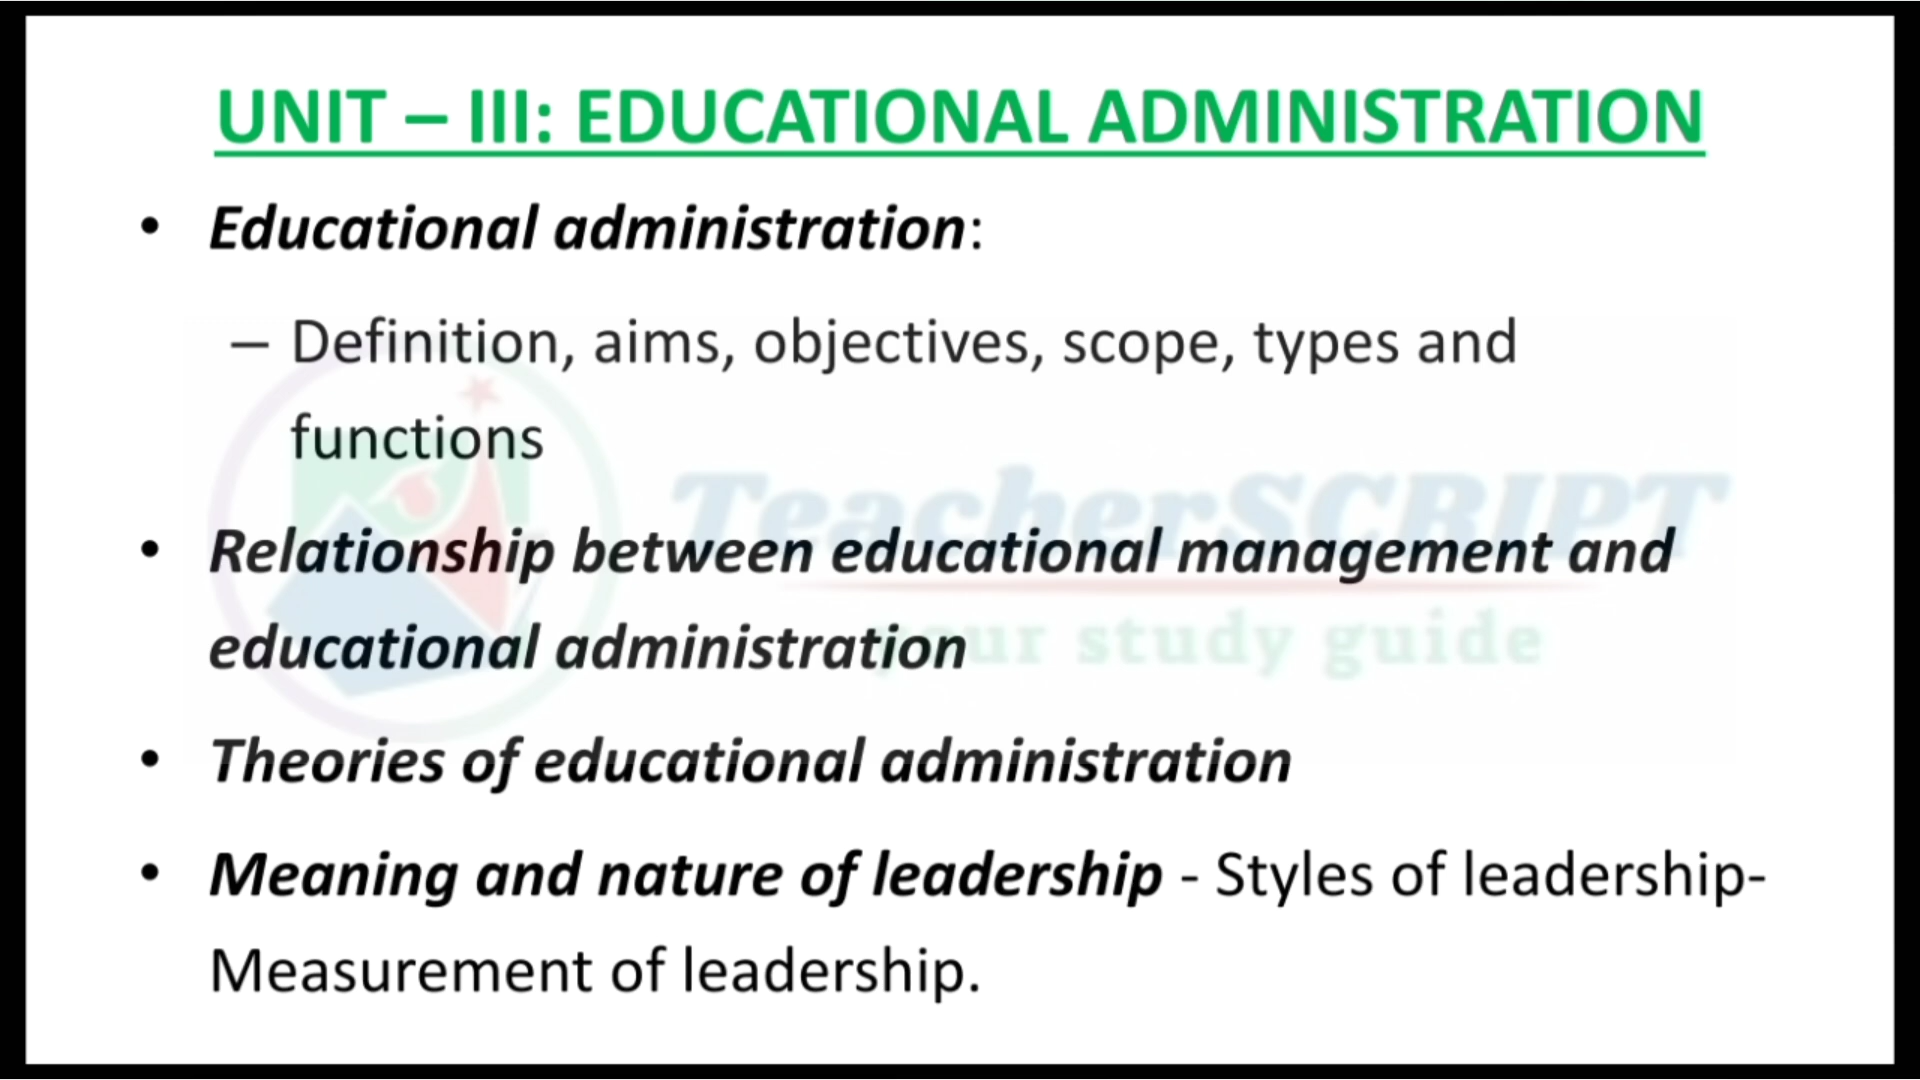 UNIT – III: EDUCATIONAL ADMINISTRATION
• Educational administration:
– Definition, aims, objectives, scope, types and
functions
TeacherSCRIPT
• Relationship between educational management and
educational administration
your study guide
• Theories of educational administration
• Meaning and nature of leadership - Styles of leadership-
Measurement of leadership.